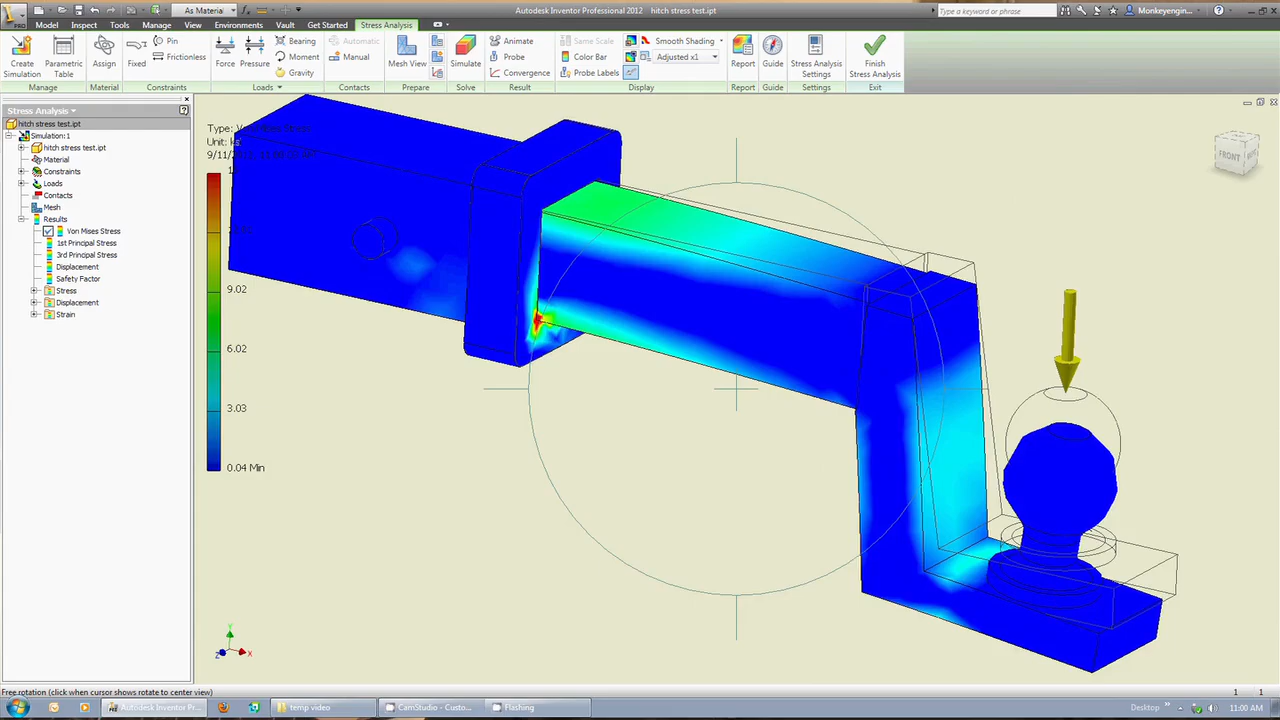 As Material
Autodesk Inventor Professional 2012 hitch stress test.ipt
Type a keyword or phrase
Monkeyengin...
Model Inspect Tools Manage View Environments Vault Get Started Stress Analysis
Create Simulation
Parametric Table
Assign
Fixed
Pin
Frictionless
Force
Pressure
Bearing
Moment
Gravity
Automatic
Manual
Mesh View
Simulate
Animate
Probe
Convergence
Same Scale
Color Bar
Probe Labels
Smooth Shading
Adjusted x1
Report
Guide
Stress Analysis Settings
Finish Stress Analysis
Manage Material Constraints Loads Contacts Prepare Solve Result Display Report Settings Exit
Stress Analysis
hitch stress test.ipt
Simulation:1
hitch stress test.ipt
Material
Constraints
Loads
Contacts
Mesh
Results
Von Mises Stress
1st Principal Stress
3rd Principal Stress
Displacement
Safety Factor
Stress
Displacement
Strain
Type:
Unit:
9.02
6.02
3.03
0.04 Min
FRONT
Y
Z
X
Free rotation (click when cursor shows rotate to center view)
1 1
Autodesk Inventor Pr...
temp video
CamStudio - Custo...
Flashing
Desktop
11:00 AM